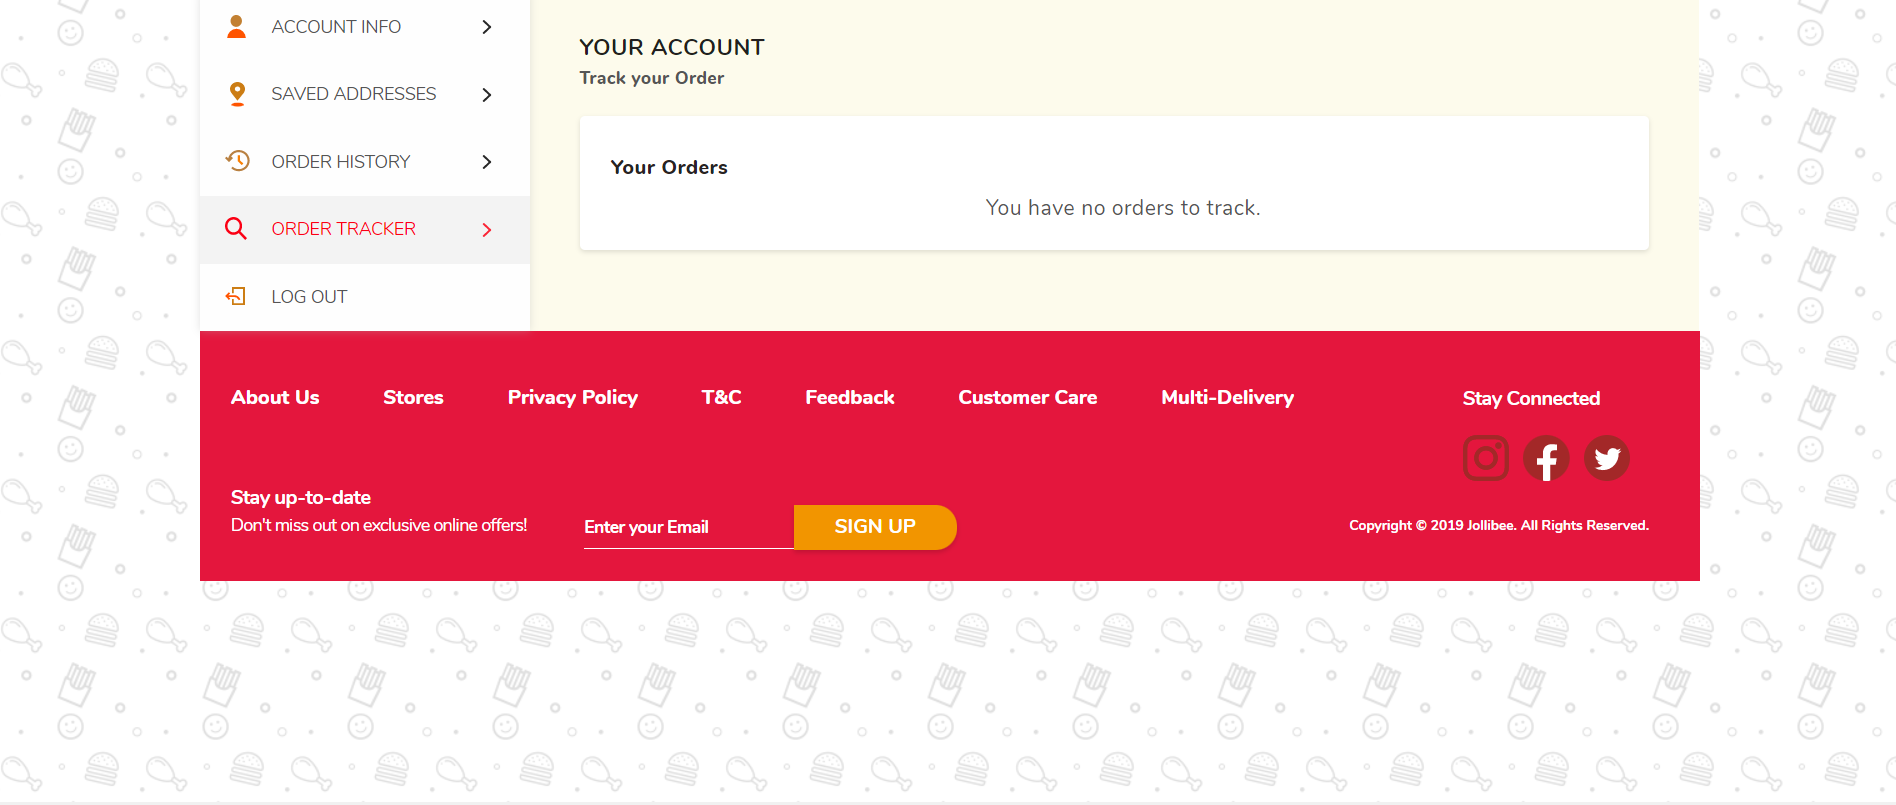 ACCOUNT INFO
SAVED ADDRESSES
ORDER HISTORY
ORDER TRACKER
LOG OUT
YOUR ACCOUNT
Track your Order
Your Orders
You have no orders to track.
About Us
Stores
Privacy Policy
T&C
Feedback
Customer Care
Multi-Delivery
Stay Connected
Stay up-to-date
Don't miss out on exclusive online offers!
Enter your Email
SIGN UP
Copyright © 2019 Jollibee. All Rights Reserved.